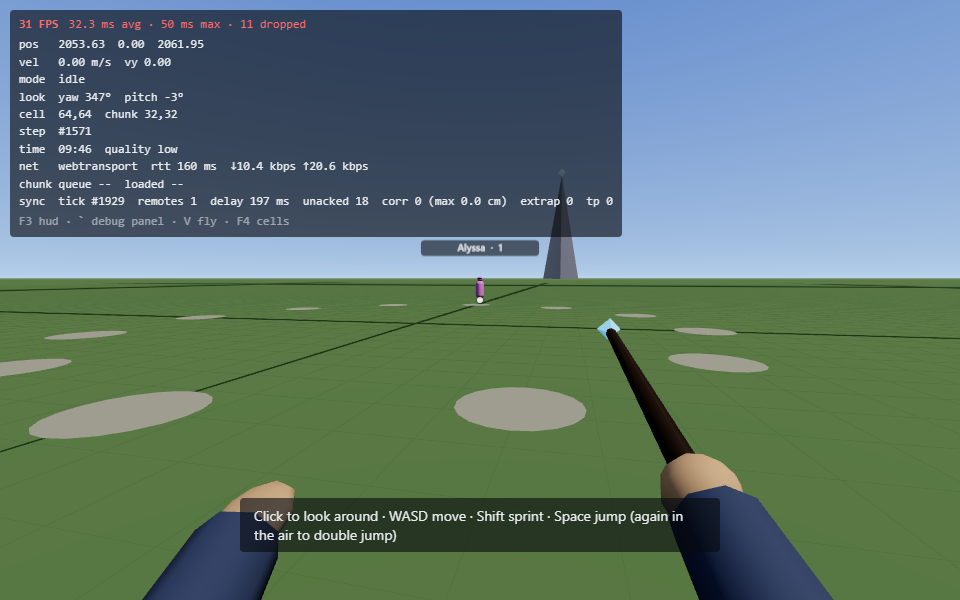 31 FPS 32.3 ms avg · 50 ms max · 11 dropped
pos 2053.63 0.00 2061.95
vel 0.00 m/s vy 0.00
mode idle
look yaw 347° pitch -3°
cell 64,64 chunk 32,32
step #1571
time 09:46 quality low
net webtransport rtt 160 ms ↓10.4 kbps ↑20.6 kbps
chunk queue -- loaded --
sync tick #1929 remotes 1 delay 197 ms unacked 18 corr 0 (max 0.0 cm) extrap 0 tp 0
F3 hud · ` debug panel · V fly · F4 cells
Alyssa · 1
Click to look around · WASD move · Shift sprint · Space jump (again in
the air to double jump)